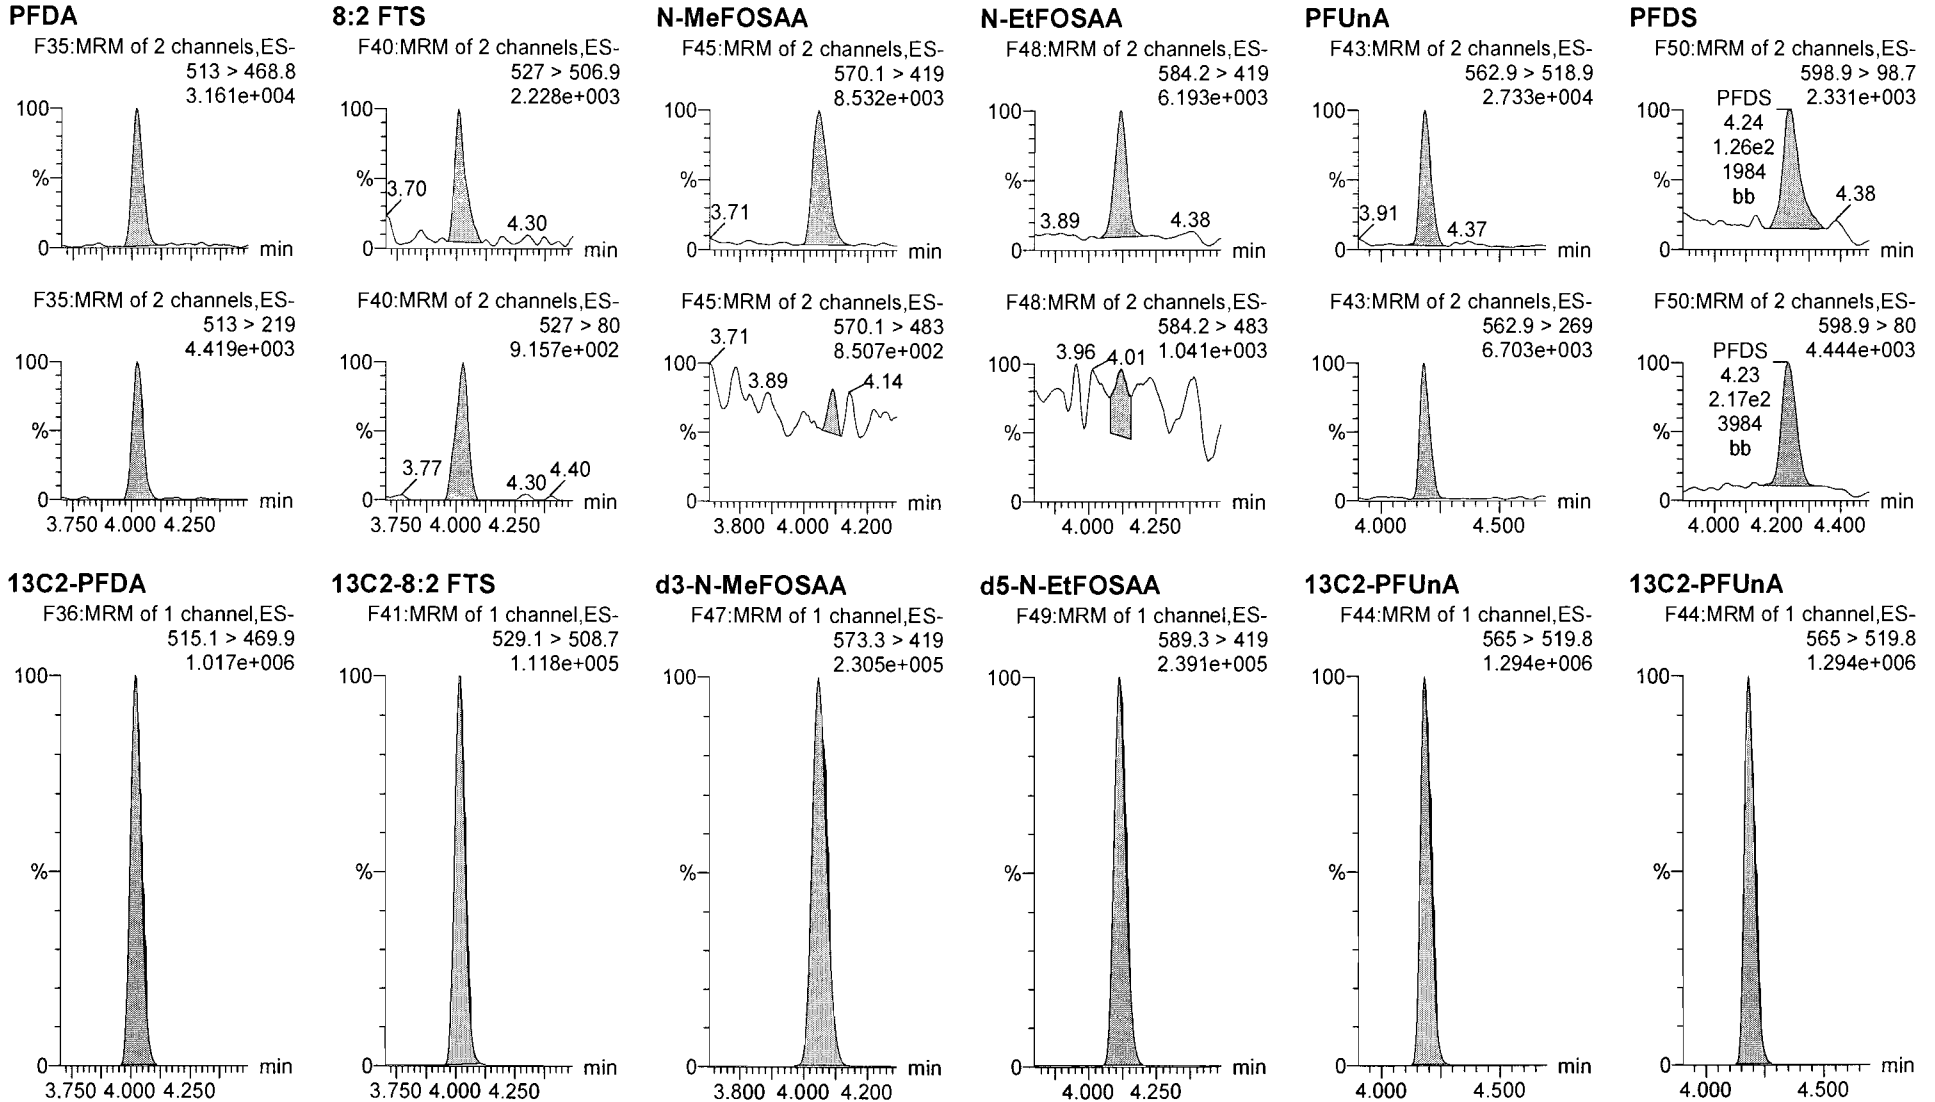 PFDA
F35:MRM of 2 channels,ES-
513 > 468.8
3.161e+004
100
%
0
min
8:2 FTS
F40:MRM of 2 channels,ES-
527 > 506.9
2.228e+003
100
3.70
%
4.30
0
min
N-MeFOSAA
F45:MRM of 2 channels,ES-
570.1 > 419
8.532e+003
100
%
3.71
0
min
N-EtFOSAA
F48:MRM of 2 channels,ES-
584.2 > 419
6.193e+003
100
%
3.89
4.38
0
min
PFUnA
F43:MRM of 2 channels,ES-
562.9 > 518.9
2.733e+004
100
%
3.91
4.37
0
min
PFDS
F50:MRM of 2 channels,ES-
598.9 > 98.7
2.331e+003
100
PFDS
4.24
1.26e2
1984
bb
%
4.38
0
min
F35:MRM of 2 channels,ES-
513 > 219
4.419e+003
100
%
0
min
3.750 4.000 4.250
F40:MRM of 2 channels,ES-
527 > 80
9.157e+002
100
%
3.77
4.30
4.40
0
min
3.750 4.000 4.250
F45:MRM of 2 channels,ES-
570.1 > 483
8.507e+002
3.71
100
3.89
4.14
%
0
min
3.800 4.000 4.200
F48:MRM of 2 channels,ES-
584.2 > 483
1.041e+003
3.96
4.01
100
%
0
min
4.000 4.250
F43:MRM of 2 channels,ES-
562.9 > 269
6.703e+003
100
%
0
min
4.000 4.500
F50:MRM of 2 channels,ES-
598.9 > 80
4.444e+003
100
PFDS
4.23
2.17e2
3984
bb
%
0
min
4.000 4.200 4.400
13C2-PFDA
F36:MRM of 1 channel,ES-
515.1 > 469.9
1.017e+006
100
%
0
min
3.750 4.000 4.250
13C2-8:2 FTS
F41:MRM of 1 channel,ES-
529.1 > 508.7
1.118e+005
100
%
0
min
3.750 4.000 4.250
d3-N-MeFOSAA
F47:MRM of 1 channel,ES-
573.3 > 419
2.305e+005
100
%
0
min
3.800 4.000 4.200
d5-N-EtFOSAA
F49:MRM of 1 channel,ES-
589.3 > 419
2.391e+005
100
%
0
min
4.000 4.250
13C2-PFUnA
F44:MRM of 1 channel,ES-
565 > 519.8
1.294e+006
100
%
0
min
4.000 4.500
13C2-PFUnA
F44:MRM of 1 channel,ES-
565 > 519.8
1.294e+006
100
%
0
min
4.000 4.500